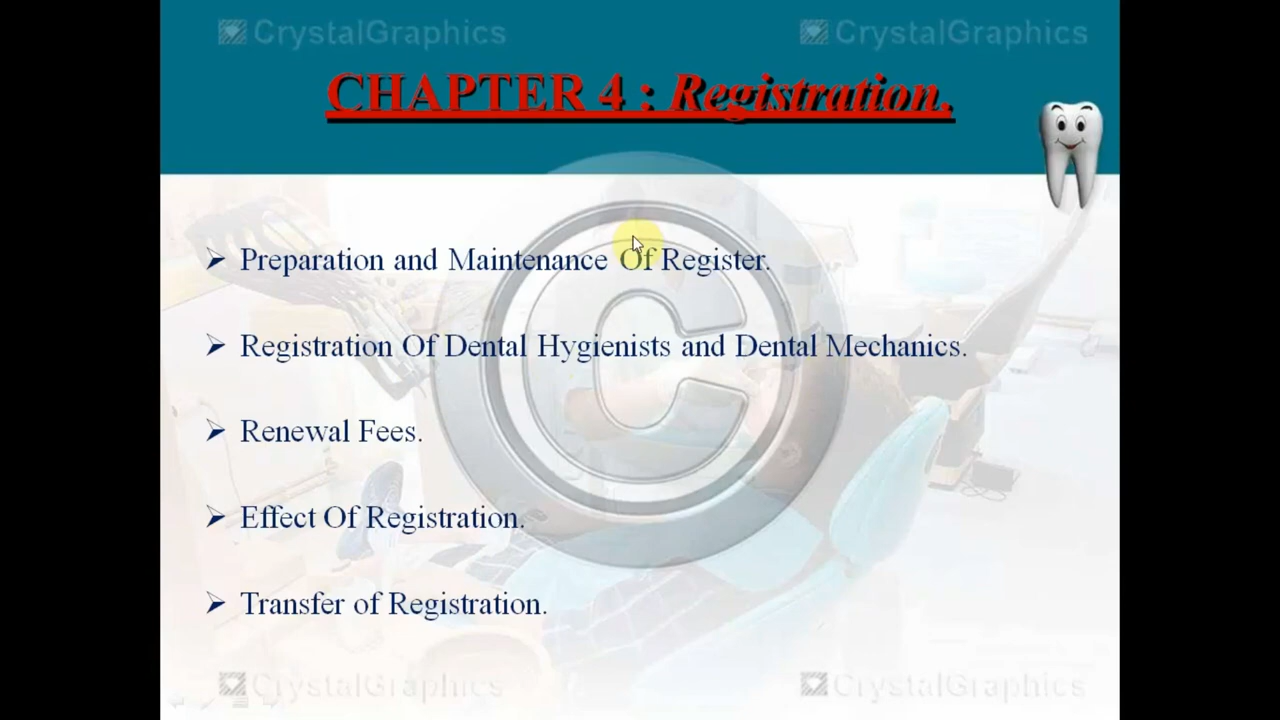 CrystalGraphics CrystalGraphics
CHAPTER 4 : Registration.
Preparation and Maintenance Of Register.
Registration Of Dental Hygienists and Dental Mechanics.
Renewal Fees.
Effect Of Registration.
Transfer of Registration.
CrystalGraphics CrystalGraphics